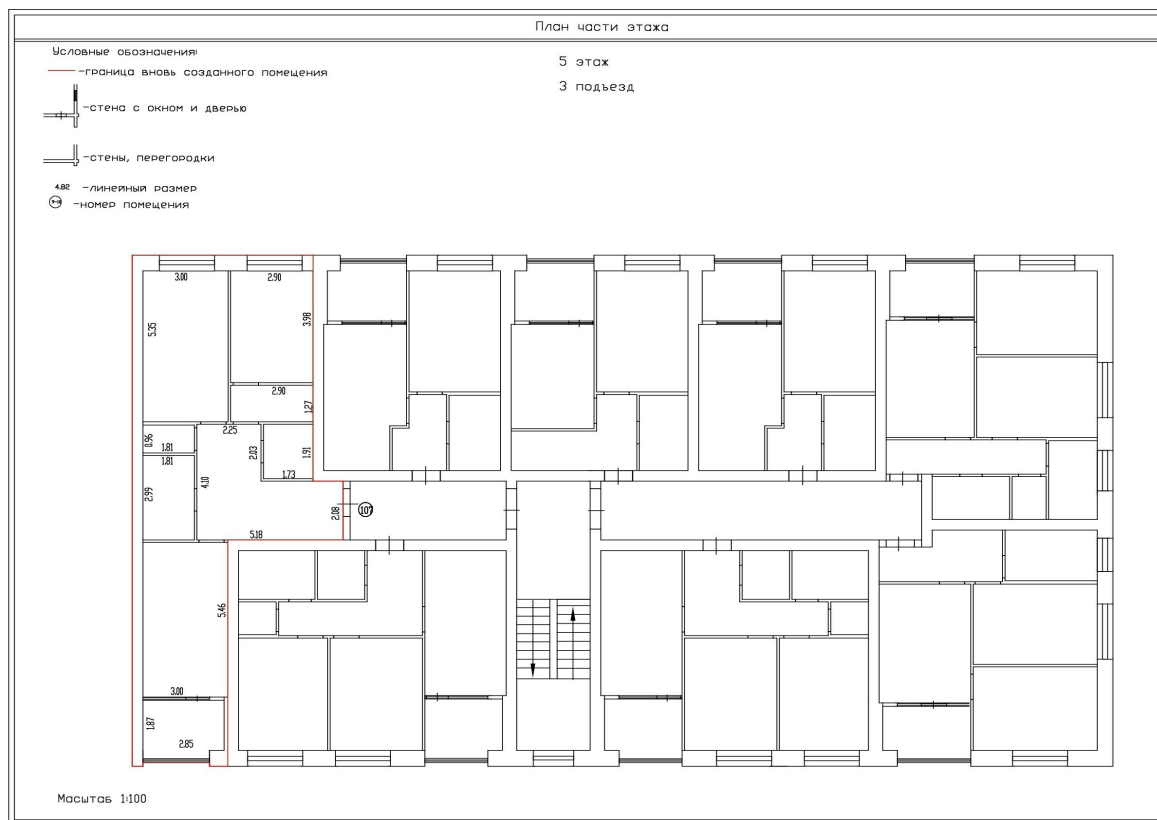 План части этажа
Условные обозначения:
-граница вновь созданного помещения
-стена с окном и дверью
-стены, перегородки
4.82 -линейный размер
-номер помещения
5 этаж
3 подъезд
3.00
2.90
5.35
3.98
2.90
1.27
0.96
1.81
2.25
2.03
1.91
1.81
1.73
2.99
4.10
2.08
107
5.18
5.46
3.00
1.87
2.85
Масштаб 1:100